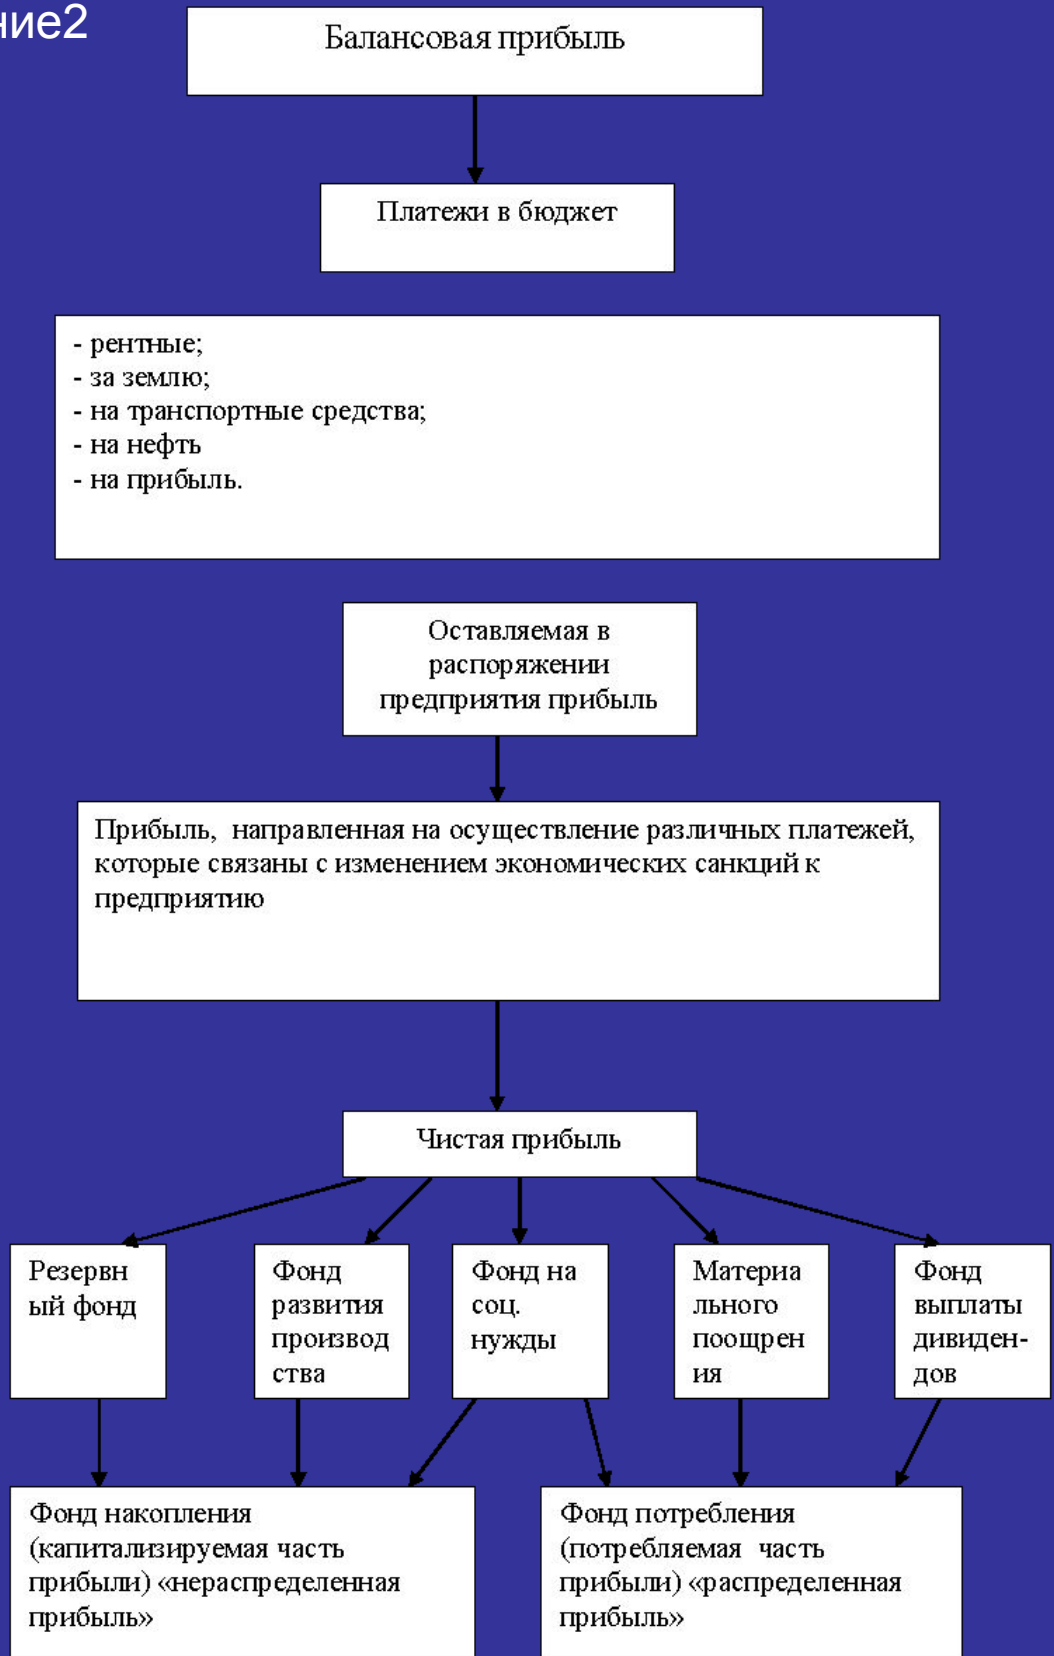 ние2
Балансовая прибыль
Платежи в бюджет
- рентные;
- за землю;
- на транспортные средства;
- на нефть
- на прибыль.
Оставляемая в
распоряжении
предприятия прибыль
Прибыль, направленная на осуществление различных платежей,
которые связаны с изменением экономических санкций к
предприятию
Чистая прибыль
Резервн
ый фонд
Фонд
развития
производ
ства
Фонд на
соц.
нужды
Материа
льного
поощрен
ия
Фонд
выплаты
дивиден-
дов
Фонд накопления
(капитализируемая часть
прибыли) «нераспределенная
прибыль»
Фонд потребления
(потребляемая часть
прибыли) «распределенная
прибыль»